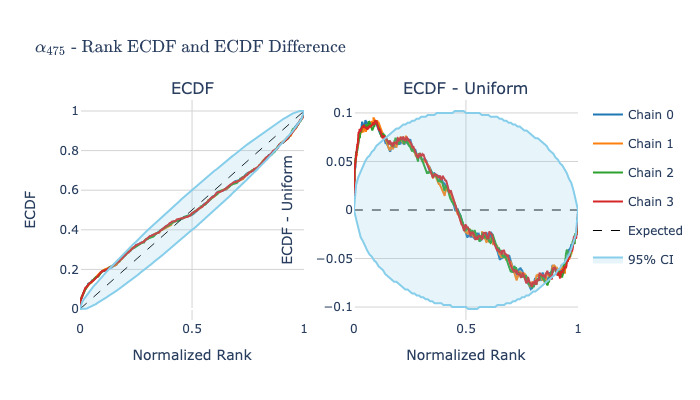 α475 - Rank ECDF and ECDF Difference
ECDF
ECDF - Uniform
1
0.8
0.6
0.4
0.2
0
0
0.5
1
ECDF
Normalized Rank
0.1
0.05
0
−0.05
−0.1
0
0.5
1
ECDF - Uniform
Normalized Rank
Chain 0
Chain 1
Chain 2
Chain 3
Expected
95% CI